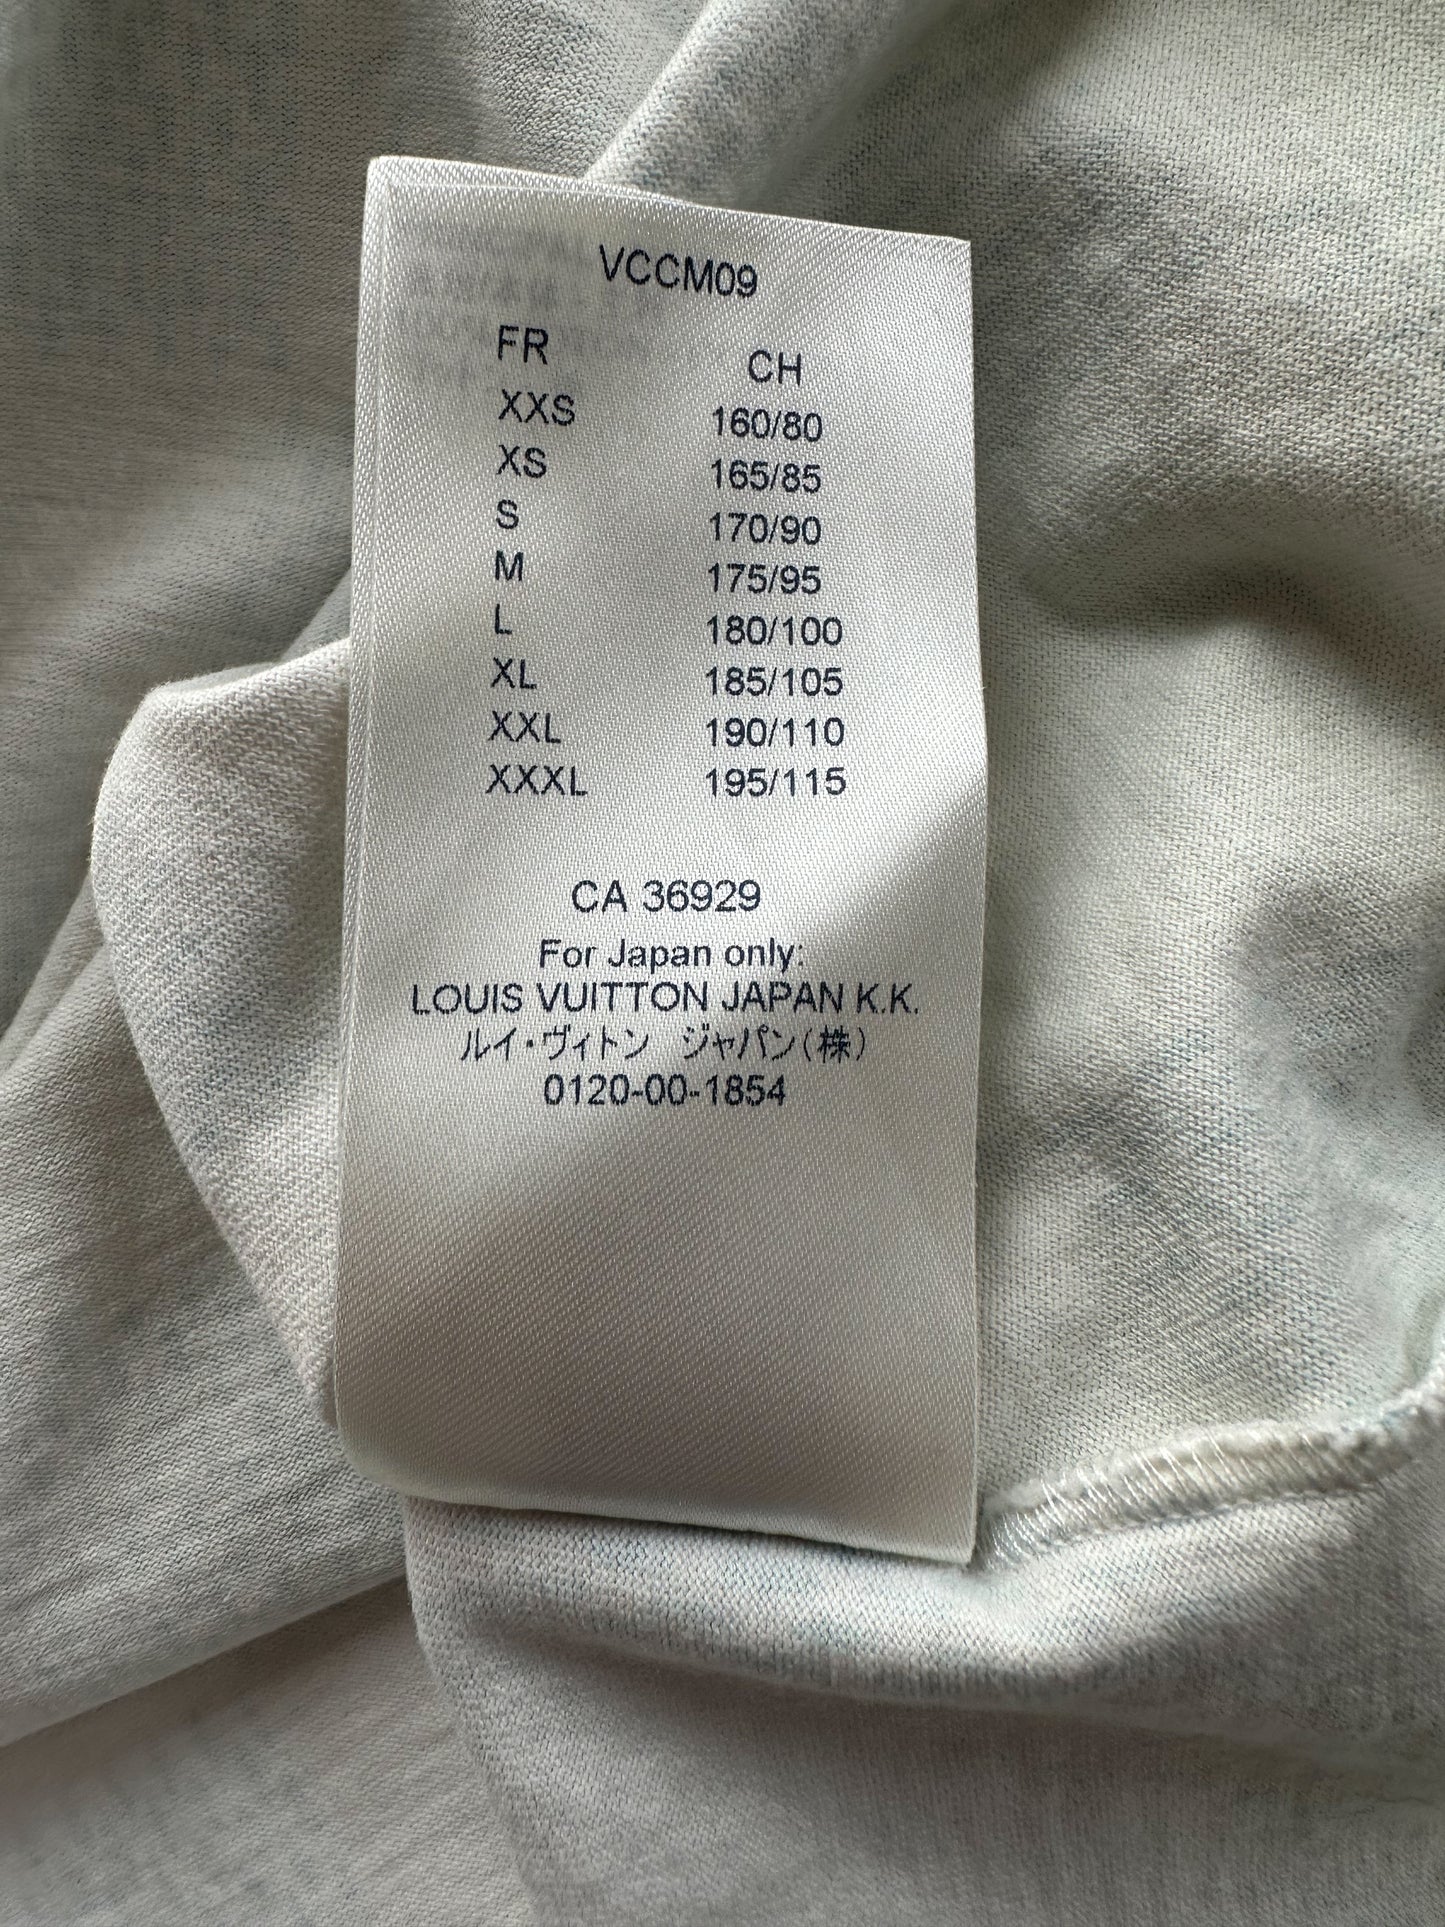 VCCM09
FR CH
XXS 160/80
XS 165/85
S 170/90
M 175/95
L 180/100
XL 185/105
XXL 190/110
XXXL 195/115
CA 36929
For Japan only:
LOUIS VUITTON JAPAN K.K.
ルイ・ヴィトン ジャパン(株)
0120-00-1854